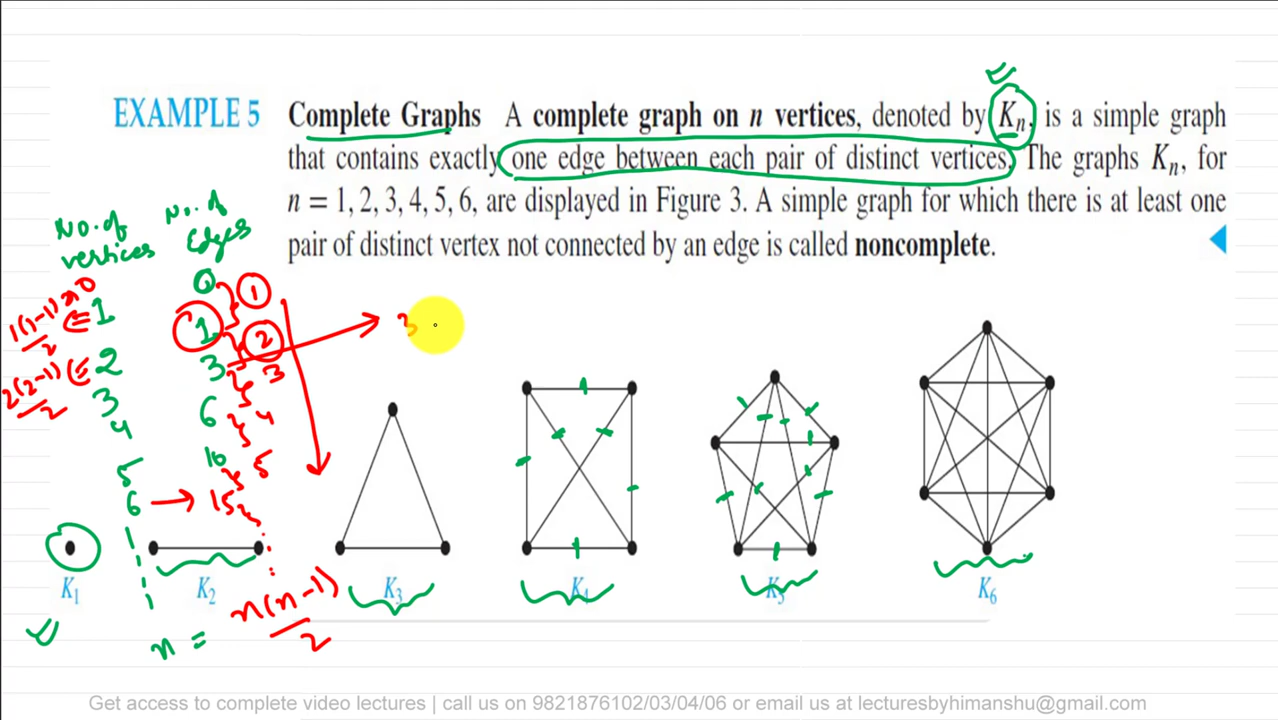 EXAMPLE 5 Complete Graphs A complete graph on n vertices, denoted by Kn, is a simple graph
that contains exactly one edge between each pair of distinct vertices. The graphs Kn, for
n = 1, 2, 3, 4, 5, 6, are displayed in Figure 3. A simple graph for which there is at least one
pair of distinct vertex not connected by an edge is called noncomplete.
No. of vertices No. of Edges
0 1
1(1-1)/2 = 0 ⇐ 1 1 2
2(2-1)/2 ⇐ 2 3 3
3 6 4
4 10 5
5
6 → 15
3
n = n(n-1)/2
K1 K2 K3 K4 K5 K6
Get access to complete video lectures | call us on 9821876102/03/04/06 or email us at lecturesbyhimanshu@gmail.com